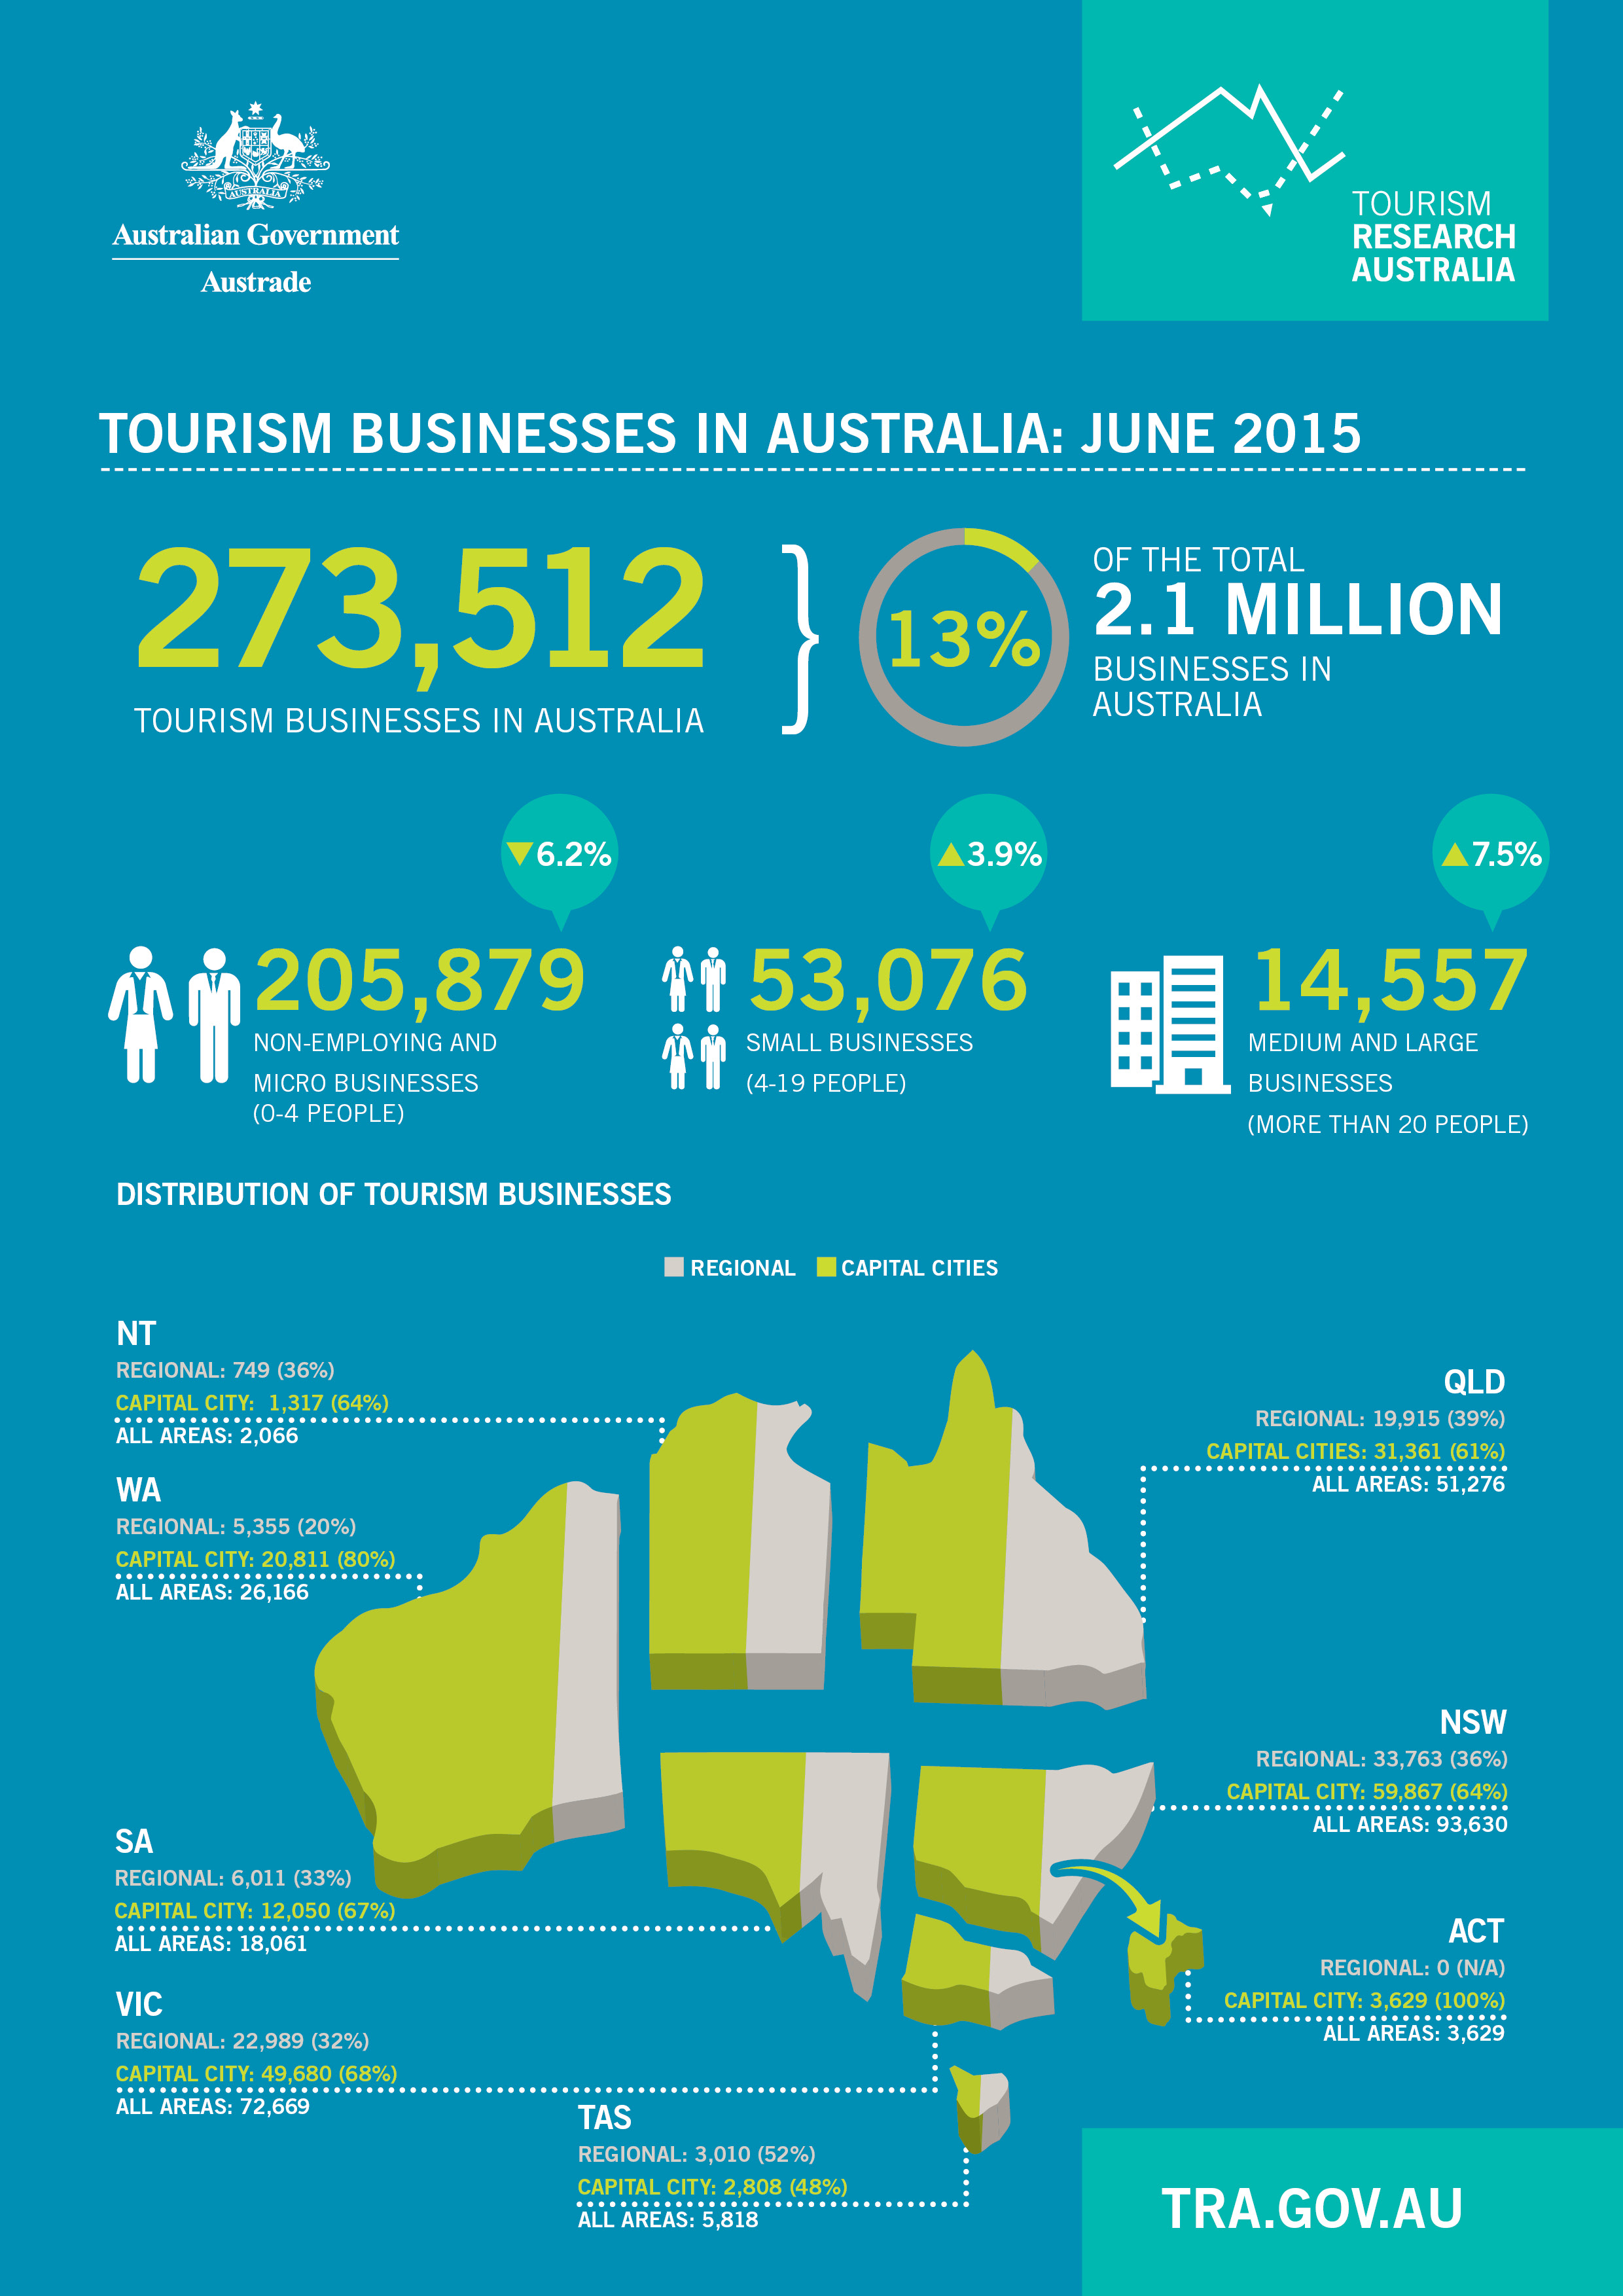 AUSTRALIA
Australian Government
Austrade
TOURISM
RESEARCH
AUSTRALIA
TOURISM BUSINESSES IN AUSTRALIA: JUNE 2015
273,512
TOURISM BUSINESSES IN AUSTRALIA
13%
OF THE TOTAL
2.1 MILLION
BUSINESSES IN
AUSTRALIA
▼6.2%
205,879
NON-EMPLOYING AND
MICRO BUSINESSES
(0-4 PEOPLE)
▲3.9%
53,076
SMALL BUSINESSES
(4-19 PEOPLE)
▲7.5%
14,557
MEDIUM AND LARGE
BUSINESSES
(MORE THAN 20 PEOPLE)
DISTRIBUTION OF TOURISM BUSINESSES
REGIONAL CAPITAL CITIES
NT
REGIONAL: 749 (36%)
CAPITAL CITY: 1,317 (64%)
ALL AREAS: 2,066
WA
REGIONAL: 5,355 (20%)
CAPITAL CITY: 20,811 (80%)
ALL AREAS: 26,166
QLD
REGIONAL: 19,915 (39%)
CAPITAL CITIES: 31,361 (61%)
ALL AREAS: 51,276
NSW
REGIONAL: 33,763 (36%)
CAPITAL CITY: 59,867 (64%)
ALL AREAS: 93,630
SA
REGIONAL: 6,011 (33%)
CAPITAL CITY: 12,050 (67%)
ALL AREAS: 18,061
ACT
REGIONAL: 0 (N/A)
CAPITAL CITY: 3,629 (100%)
ALL AREAS: 3,629
VIC
REGIONAL: 22,989 (32%)
CAPITAL CITY: 49,680 (68%)
ALL AREAS: 72,669
TAS
REGIONAL: 3,010 (52%)
CAPITAL CITY: 2,808 (48%)
ALL AREAS: 5,818
TRA.GOV.AU